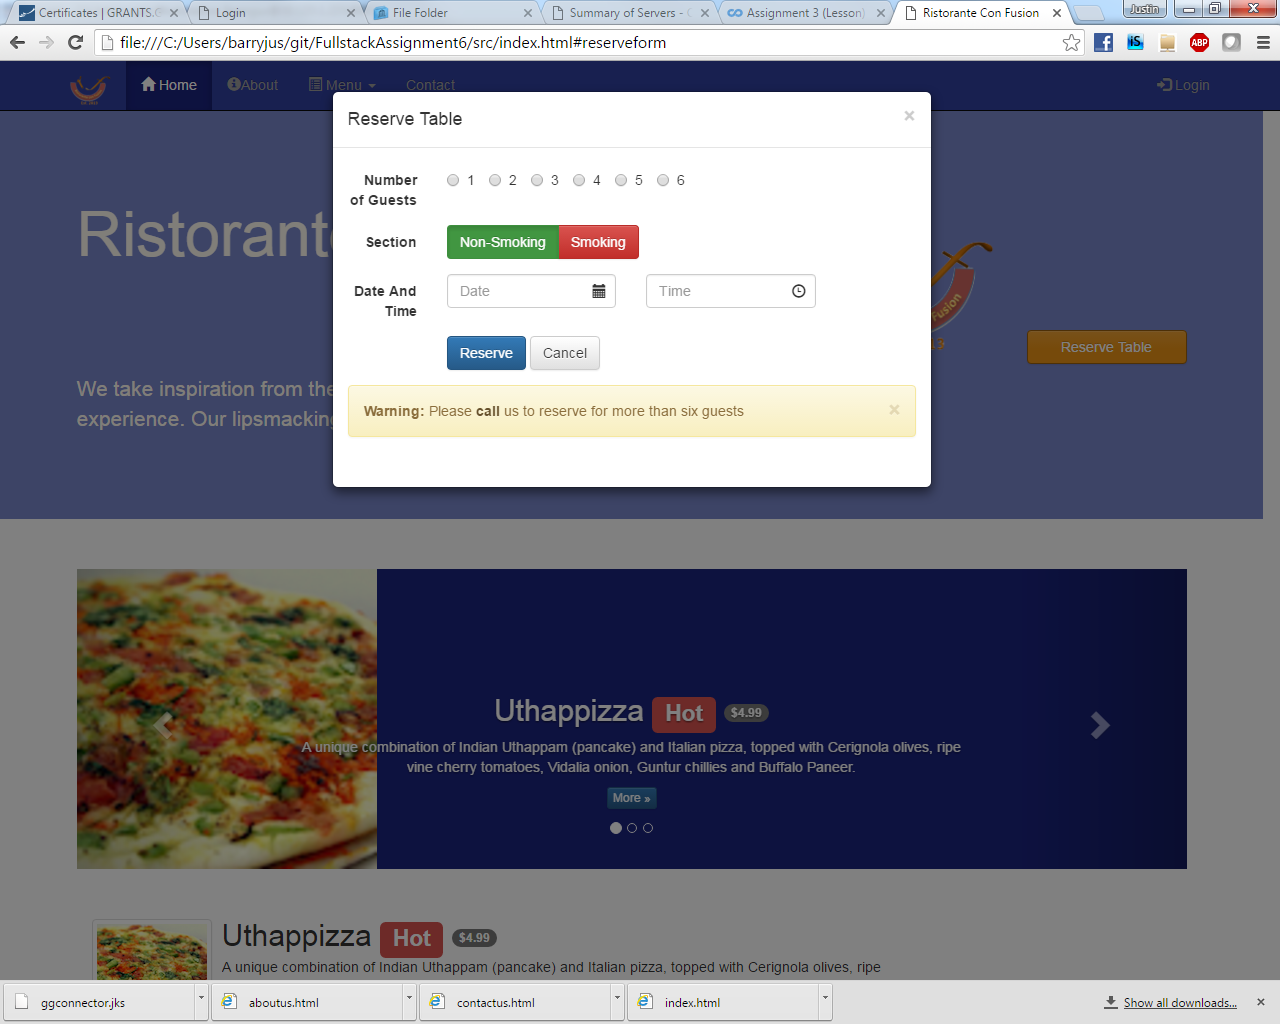 Certificates | GRANTS.G
Login
File Folder
Summary of Servers - C
Assignment 3 (Lesson)
Ristorante Con Fusion
Justin
file:///C:/Users/barryjus/git/FullstackAssignment6/src/index.html#reserveform
ABP
Home
About
Menu
Contact
Login
Reserve Table
×
Number of Guests
1 2 3 4 5 6
Section
Non-Smoking Smoking
Date And Time
Date
Time
Reserve Cancel
Warning: Please call us to reserve for more than six guests
×
Ristorante
We take inspiration from the
experience. Our lipsmacking
Fusion
Reserve Table
Uthappizza Hot $4.99
A unique combination of Indian Uthappam (pancake) and Italian pizza, topped with Cerignola olives, ripe
vine cherry tomatoes, Vidalia onion, Guntur chillies and Buffalo Paneer.
More »
Uthappizza Hot $4.99
A unique combination of Indian Uthappam (pancake) and Italian pizza, topped with Cerignola olives, ripe
ggconnector.jks
aboutus.html
contactus.html
index.html
Show all downloads...